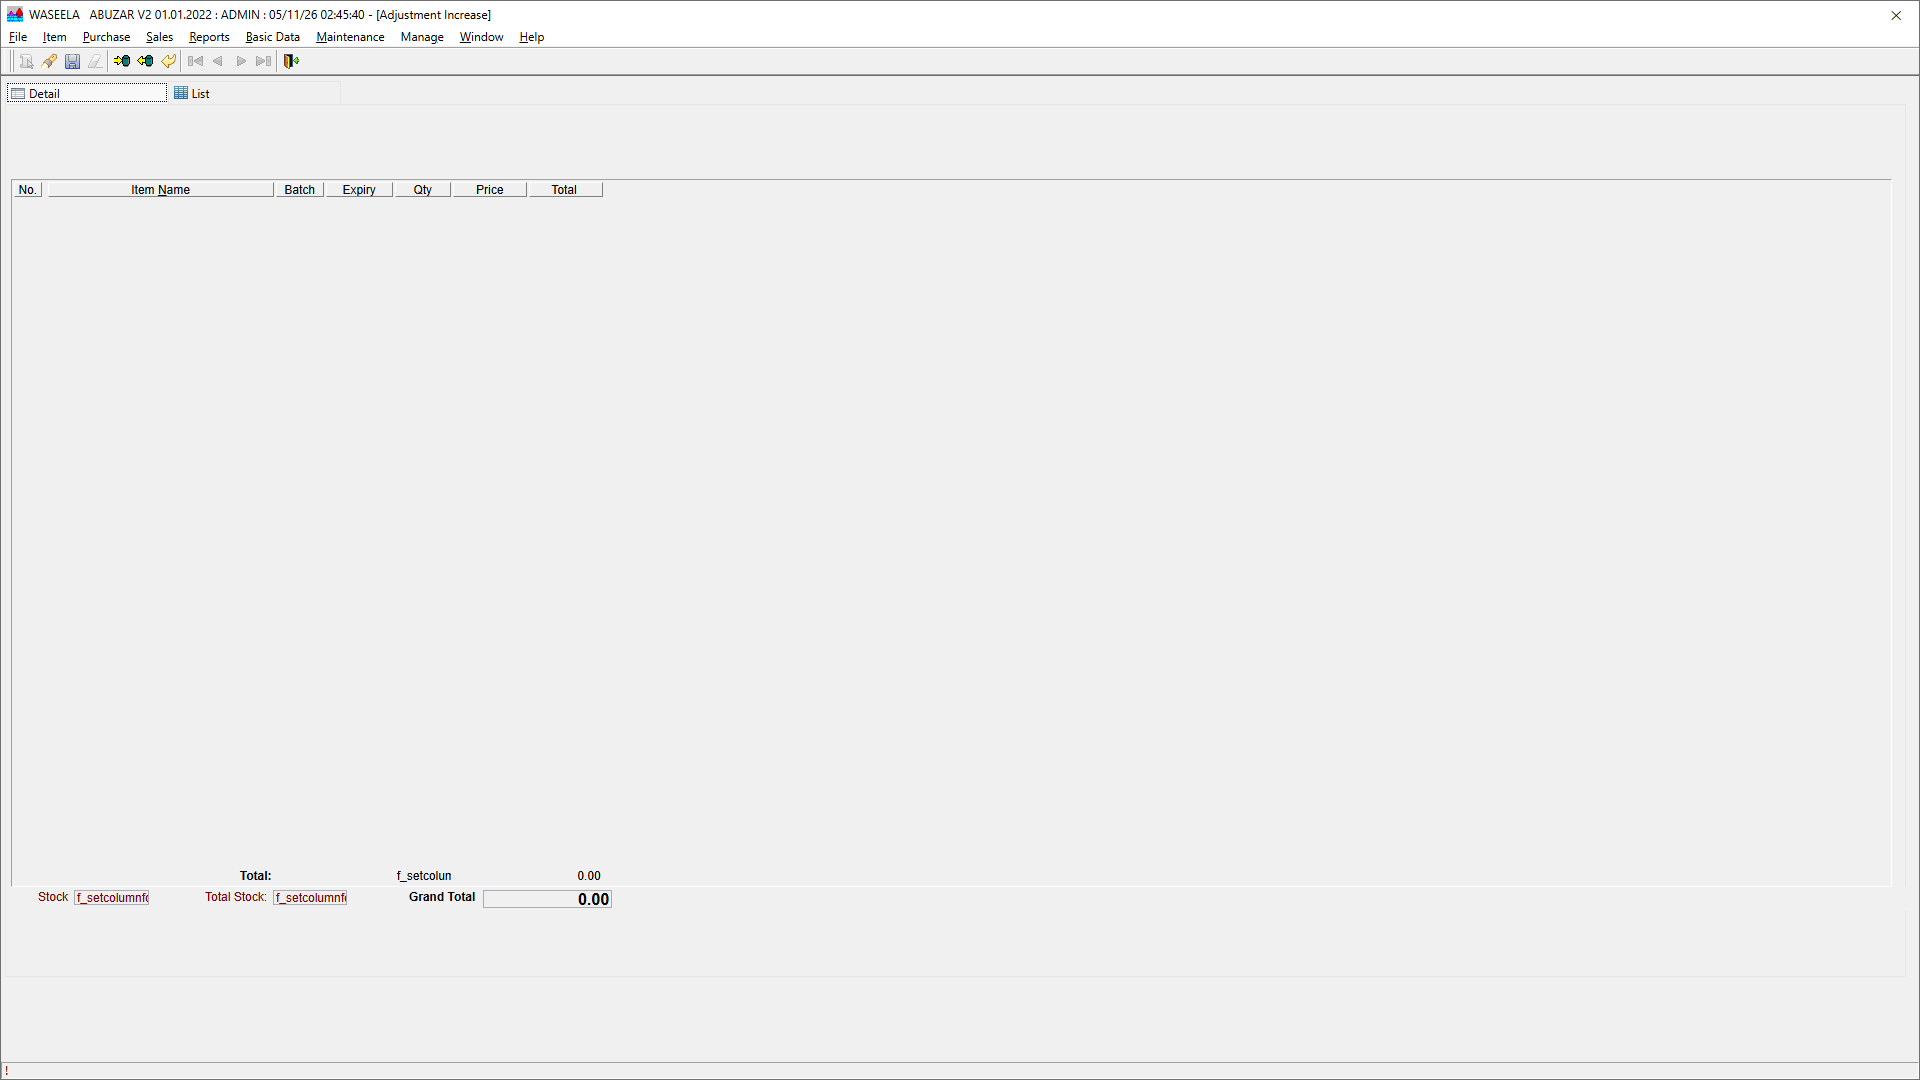 WASEELA   ABUZAR V2 01.01.2022 : ADMIN : 05/11/26 02:45:40 - [Adjustment Increase]
File Item Purchase Sales Reports Basic Data Maintenance Manage Window Help
Detail List
No. Item Name Batch Expiry Qty Price Total
Total: f_setcolun 0.00
Stock f_setcolumnfo Total Stock: f_setcolumnfo Grand Total 0.00
!